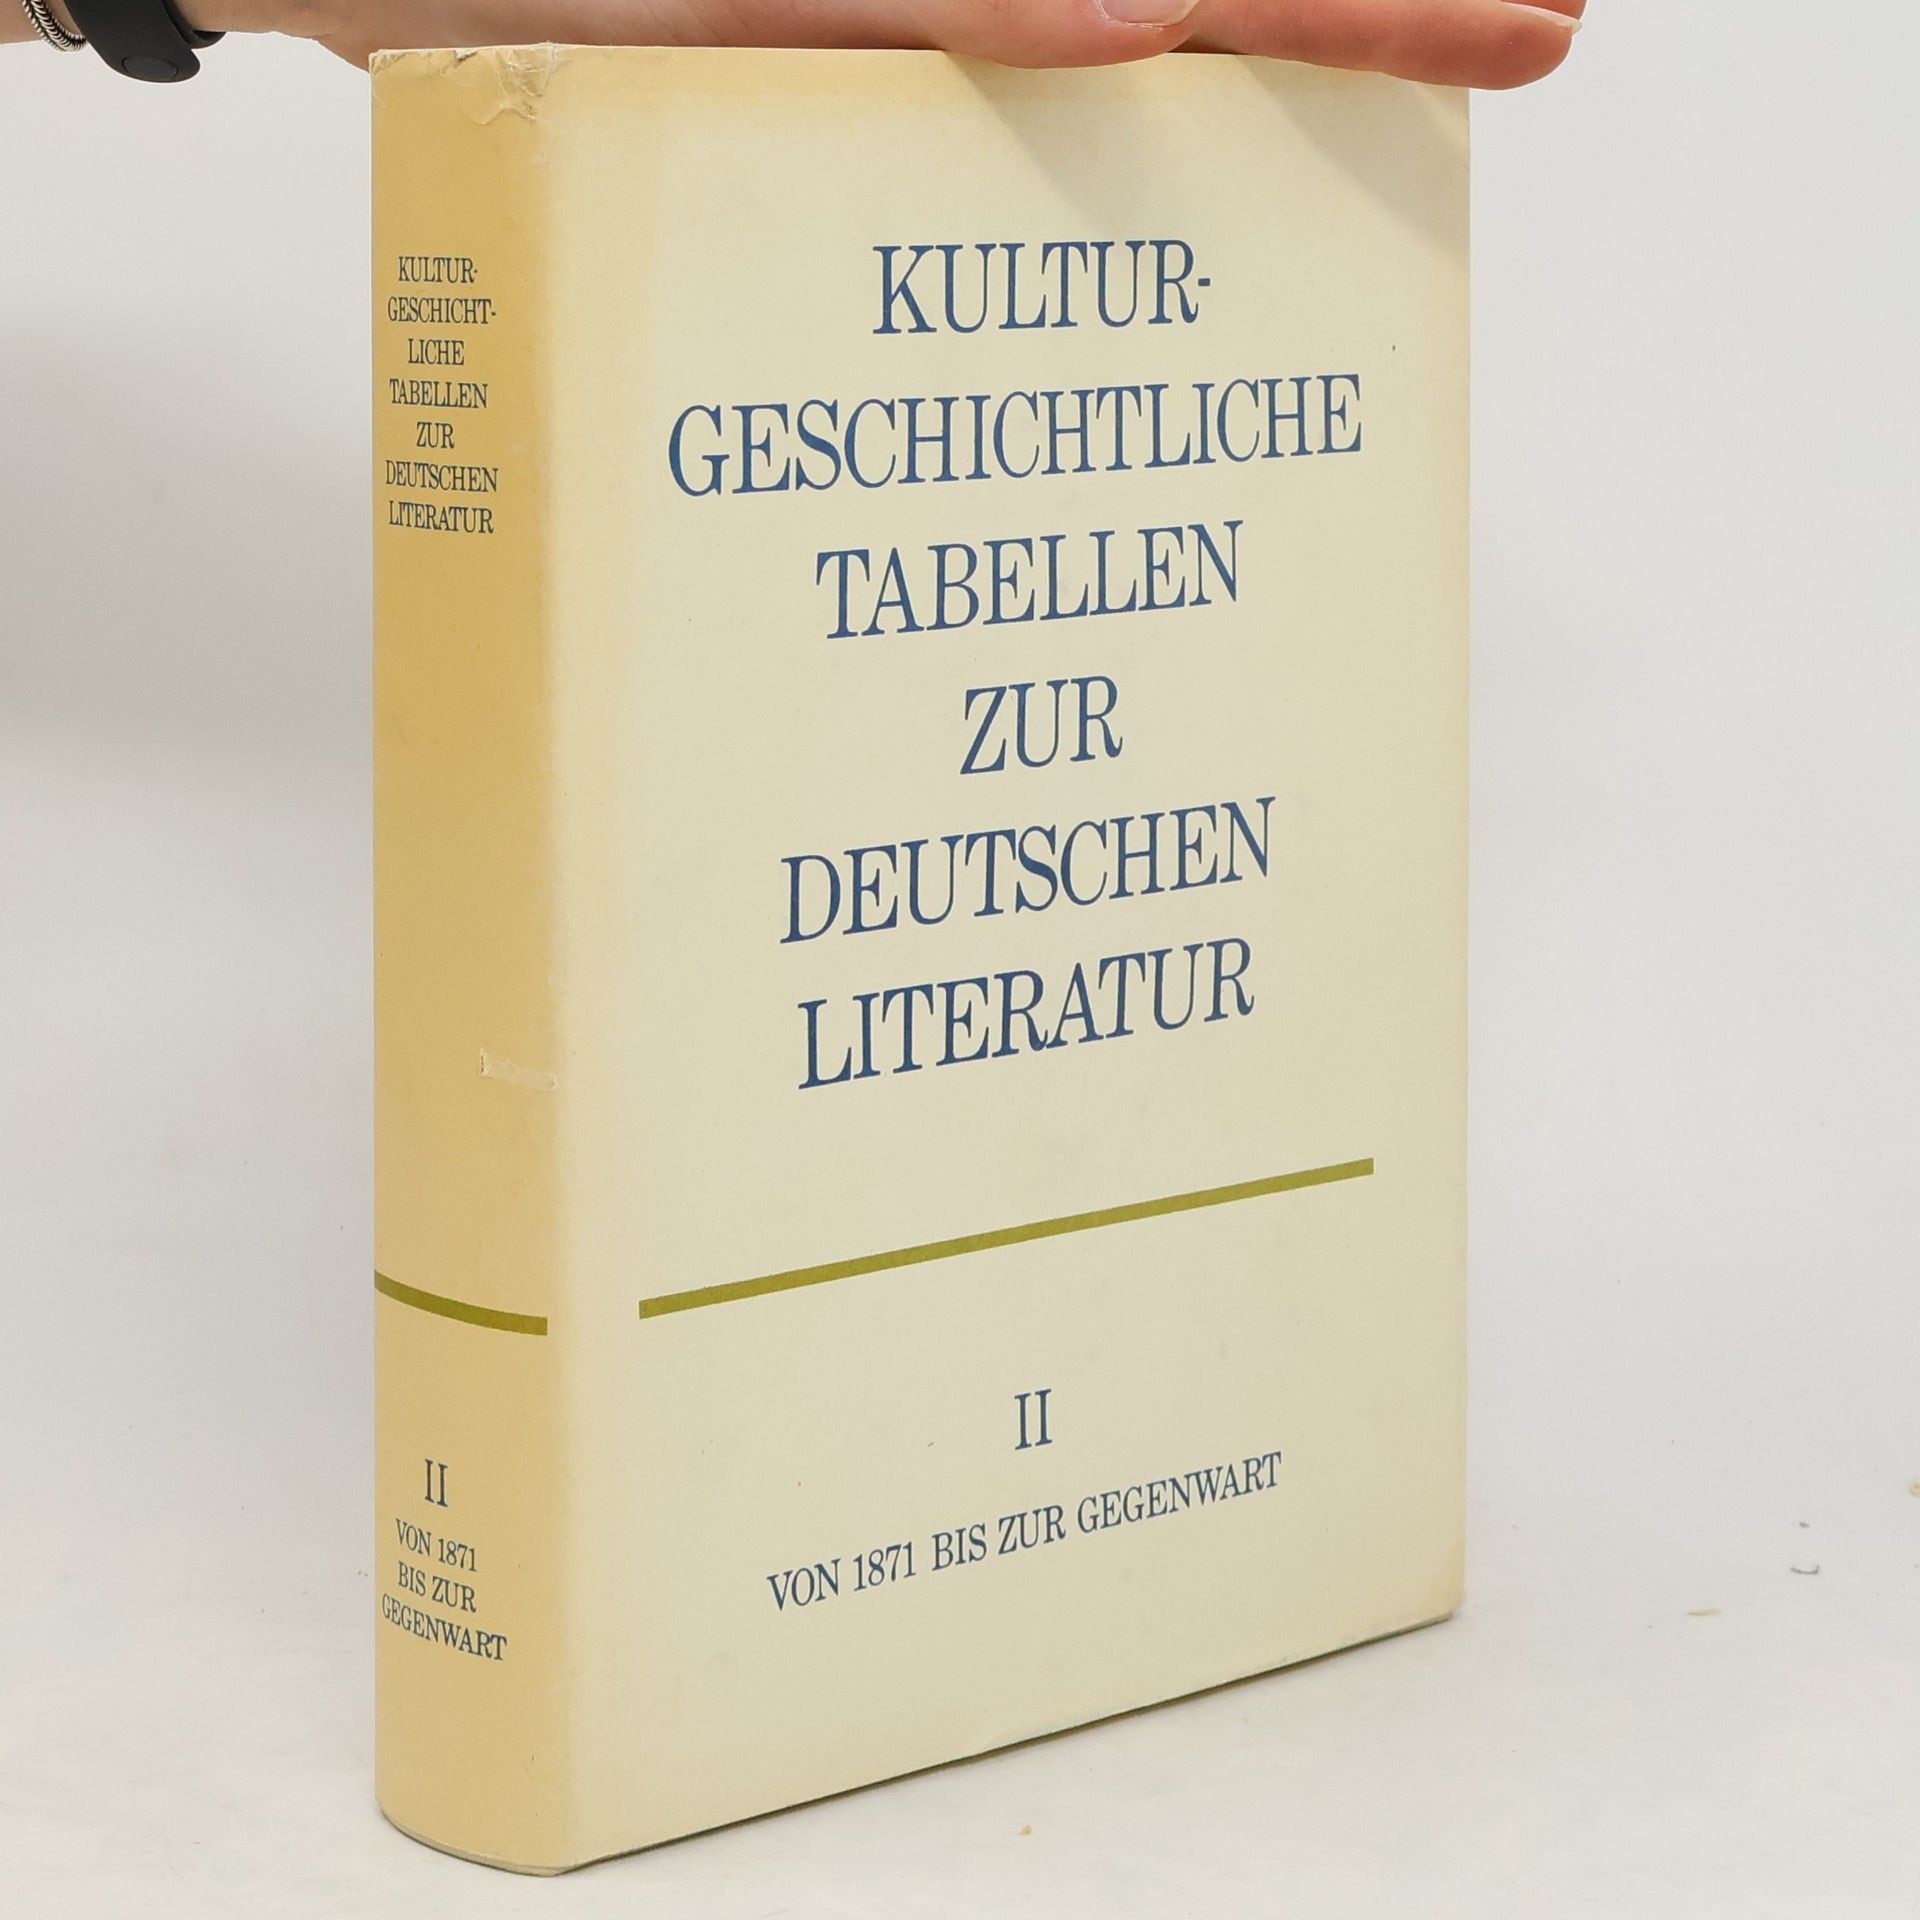 KULTUR-
GESCHICHT-
LICHE
TABELLEN
ZUR
DEUTSCHEN
LITERATUR
II
VON 1871
BIS ZUR
GEGENWART
KULTUR-
GESCHICHTLICHE
TABELLEN
ZUR
DEUTSCHEN
LITERATUR
II
VON 1871 BIS ZUR GEGENWART